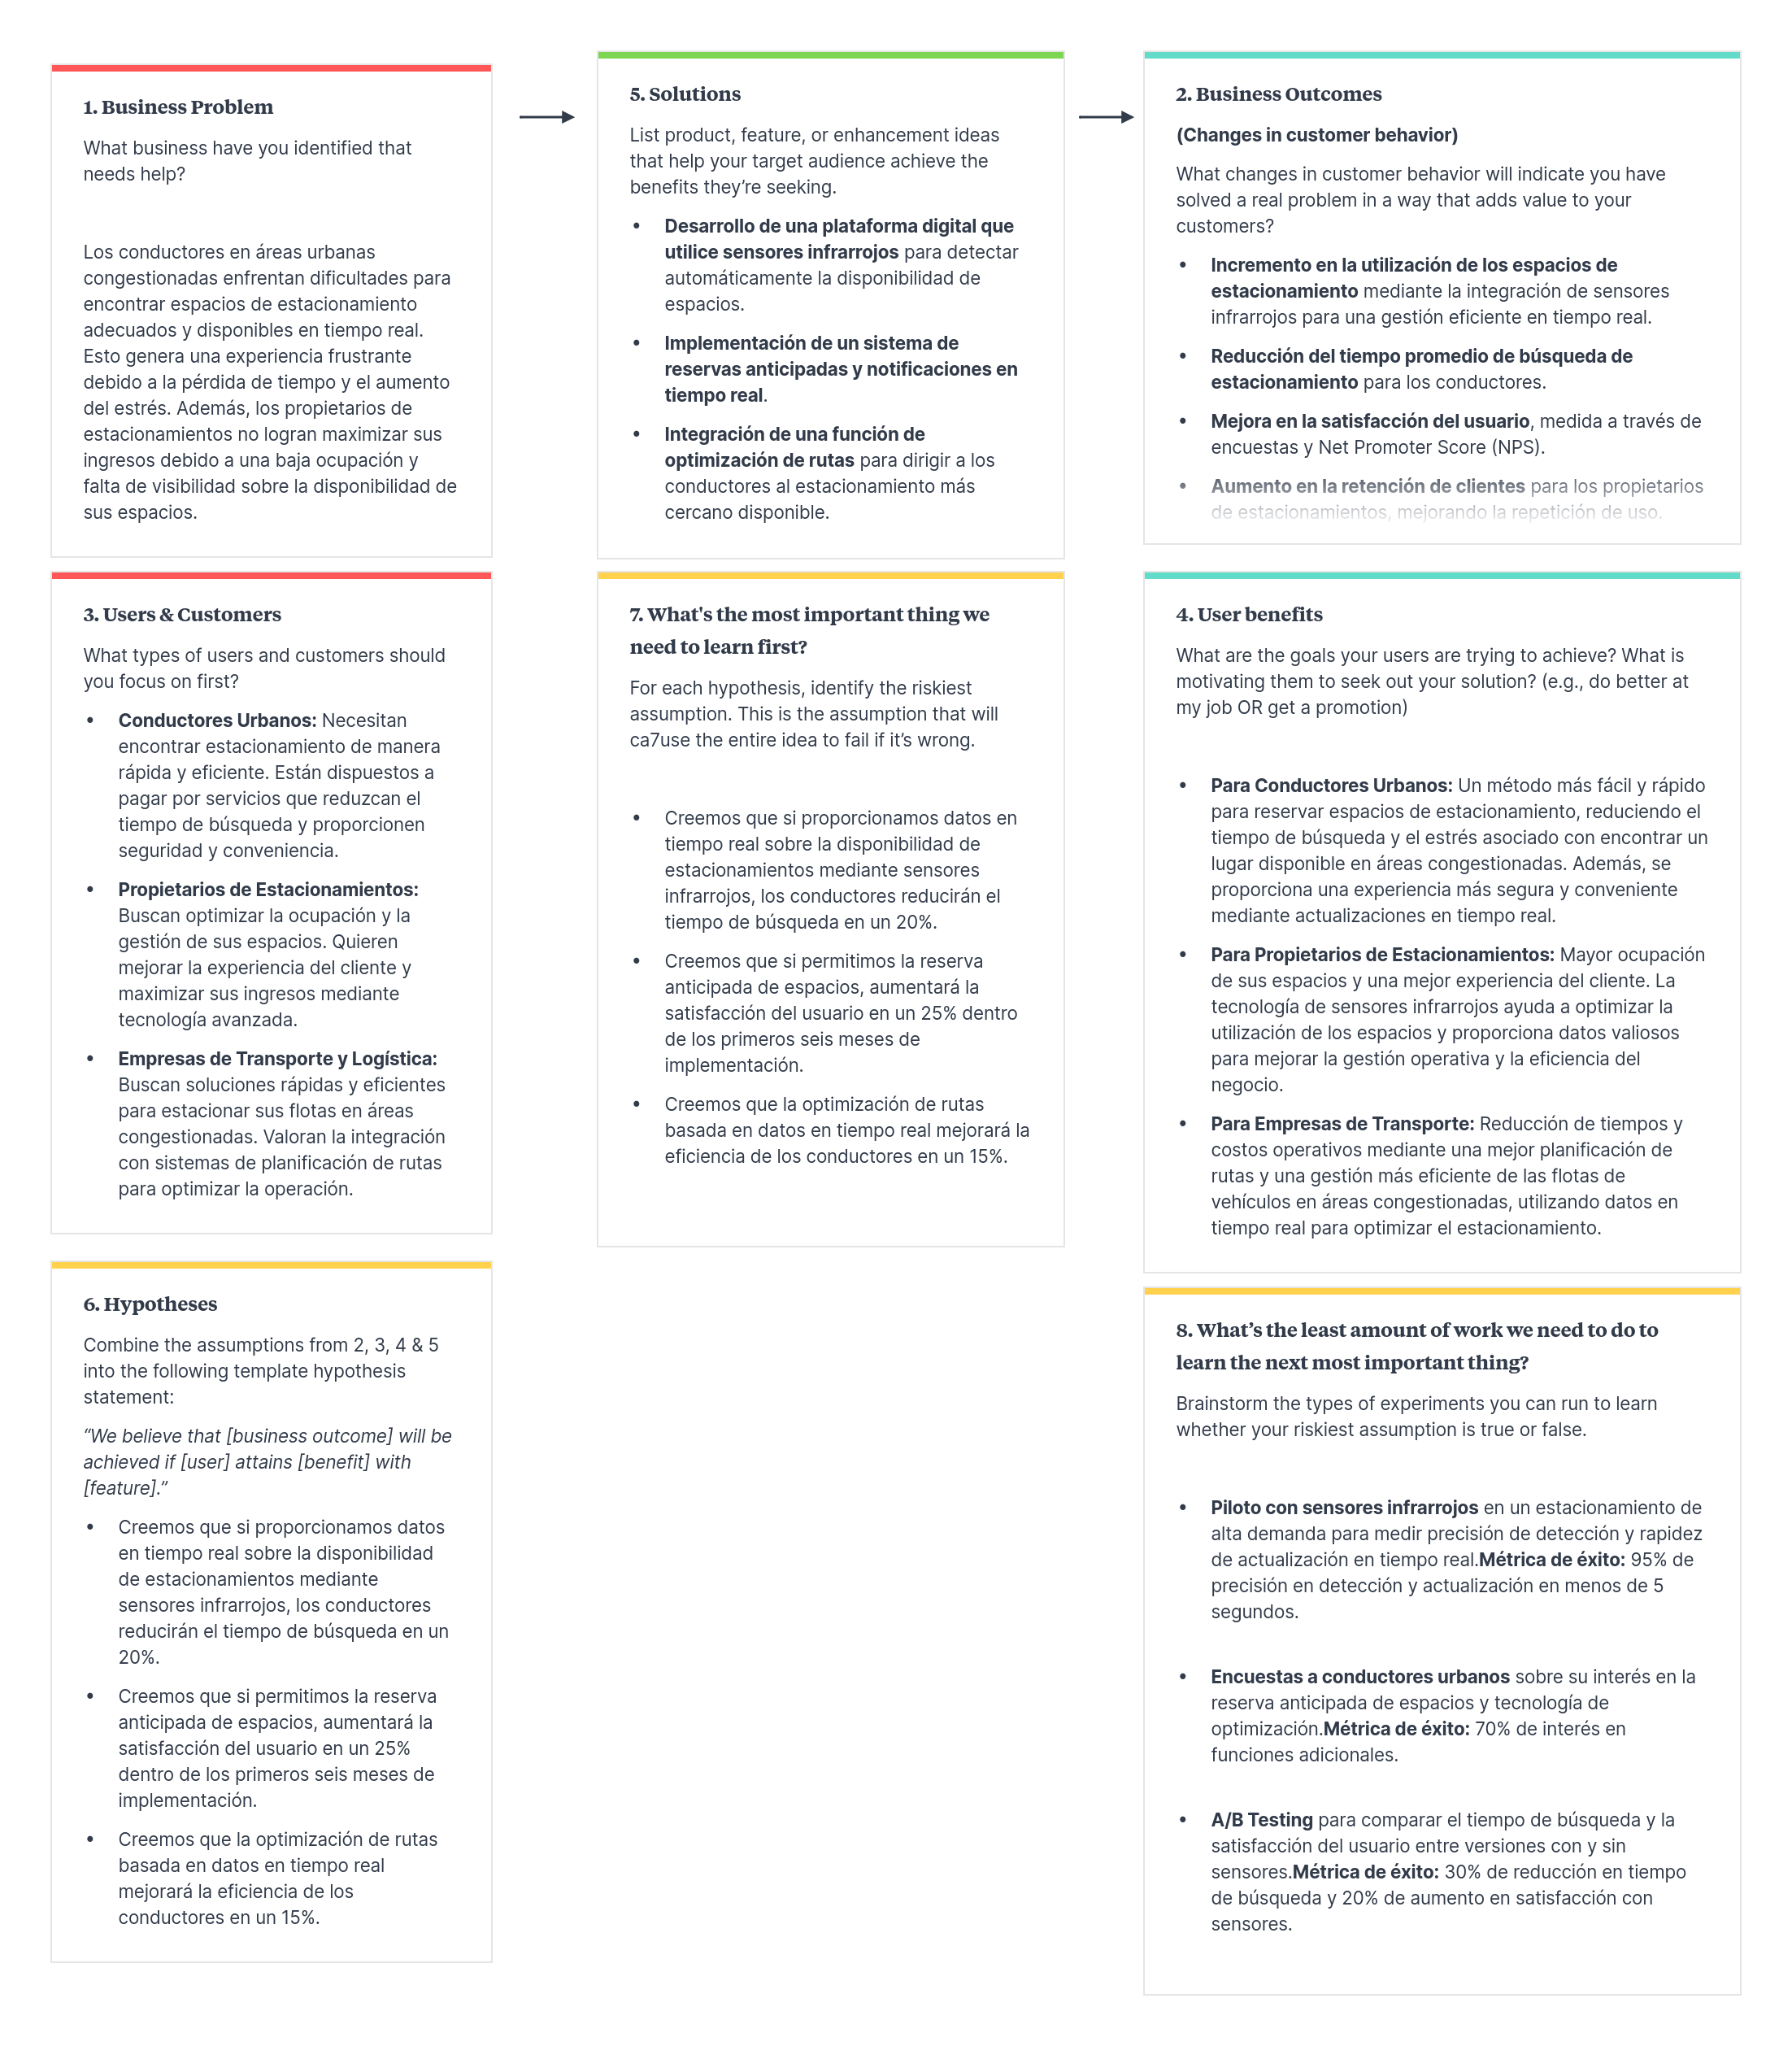 1. Business Problem
What business have you identified that
needs help?
Los conductores en áreas urbanas
congestionadas enfrentan dificultades para
encontrar espacios de estacionamiento
adecuados y disponibles en tiempo real.
Esto genera una experiencia frustrante
debido a la pérdida de tiempo y el aumento
del estrés. Además, los propietarios de
estacionamientos no logran maximizar sus
ingresos debido a una baja ocupación y
falta de visibilidad sobre la disponibilidad de
sus espacios.
5. Solutions
List product, feature, or enhancement ideas
that help your target audience achieve the
benefits they’re seeking.
• Desarrollo de una plataforma digital que
utilice sensores infrarrojos para detectar
automáticamente la disponibilidad de
espacios.
• Implementación de un sistema de
reservas anticipadas y notificaciones en
tiempo real.
• Integración de una función de
optimización de rutas para dirigir a los
conductores al estacionamiento más
cercano disponible.
2. Business Outcomes
(Changes in customer behavior)
What changes in customer behavior will indicate you have
solved a real problem in a way that adds value to your
customers?
• Incremento en la utilización de los espacios de
estacionamiento mediante la integración de sensores
infrarrojos para una gestión eficiente en tiempo real.
• Reducción del tiempo promedio de búsqueda de
estacionamiento para los conductores.
• Mejora en la satisfacción del usuario, medida a través de
encuestas y Net Promoter Score (NPS).
• Aumento en la retención de clientes para los propietarios
de estacionamientos, mejorando la repetición de uso.
3. Users & Customers
What types of users and customers should
you focus on first?
• Conductores Urbanos: Necesitan
encontrar estacionamiento de manera
rápida y eficiente. Están dispuestos a
pagar por servicios que reduzcan el
tiempo de búsqueda y proporcionen
seguridad y conveniencia.
• Propietarios de Estacionamientos:
Buscan optimizar la ocupación y la
gestión de sus espacios. Quieren
mejorar la experiencia del cliente y
maximizar sus ingresos mediante
tecnología avanzada.
• Empresas de Transporte y Logística:
Buscan soluciones rápidas y eficientes
para estacionar sus flotas en áreas
congestionadas. Valoran la integración
con sistemas de planificación de rutas
para optimizar la operación.
7. What's the most important thing we
need to learn first?
For each hypothesis, identify the riskiest
assumption. This is the assumption that will
ca7use the entire idea to fail if it’s wrong.
• Creemos que si proporcionamos datos en
tiempo real sobre la disponibilidad de
estacionamientos mediante sensores
infrarrojos, los conductores reducirán el
tiempo de búsqueda en un 20%.
• Creemos que si permitimos la reserva
anticipada de espacios, aumentará la
satisfacción del usuario en un 25% dentro
de los primeros seis meses de
implementación.
• Creemos que la optimización de rutas
basada en datos en tiempo real mejorará la
eficiencia de los conductores en un 15%.
4. User benefits
What are the goals your users are trying to achieve? What is
motivating them to seek out your solution? (e.g., do better at
my job OR get a promotion)
• Para Conductores Urbanos: Un método más fácil y rápido
para reservar espacios de estacionamiento, reduciendo el
tiempo de búsqueda y el estrés asociado con encontrar un
lugar disponible en áreas congestionadas. Además, se
proporciona una experiencia más segura y conveniente
mediante actualizaciones en tiempo real.
• Para Propietarios de Estacionamientos: Mayor ocupación
de sus espacios y una mejor experiencia del cliente. La
tecnología de sensores infrarrojos ayuda a optimizar la
utilización de los espacios y proporciona datos valiosos
para mejorar la gestión operativa y la eficiencia del
negocio.
• Para Empresas de Transporte: Reducción de tiempos y
costos operativos mediante una mejor planificación de
rutas y una gestión más eficiente de las flotas de
vehículos en áreas congestionadas, utilizando datos en
tiempo real para optimizar el estacionamiento.
6. Hypotheses
Combine the assumptions from 2, 3, 4 & 5
into the following template hypothesis
statement:
“We believe that [business outcome] will be
achieved if [user] attains [benefit] with
[feature].”
• Creemos que si proporcionamos datos
en tiempo real sobre la disponibilidad
de estacionamientos mediante
sensores infrarrojos, los conductores
reducirán el tiempo de búsqueda en un
20%.
• Creemos que si permitimos la reserva
anticipada de espacios, aumentará la
satisfacción del usuario en un 25%
dentro de los primeros seis meses de
implementación.
• Creemos que la optimización de rutas
basada en datos en tiempo real
mejorará la eficiencia de los
conductores en un 15%.
8. What’s the least amount of work we need to do to
learn the next most important thing?
Brainstorm the types of experiments you can run to learn
whether your riskiest assumption is true or false.
• Piloto con sensores infrarrojos en un estacionamiento de
alta demanda para medir precisión de detección y rapidez
de actualización en tiempo real.Métrica de éxito: 95% de
precisión en detección y actualización en menos de 5
segundos.
• Encuestas a conductores urbanos sobre su interés en la
reserva anticipada de espacios y tecnología de
optimización.Métrica de éxito: 70% de interés en
funciones adicionales.
• A/B Testing para comparar el tiempo de búsqueda y la
satisfacción del usuario entre versiones con y sin
sensores.Métrica de éxito: 30% de reducción en tiempo
de búsqueda y 20% de aumento en satisfacción con
sensores.